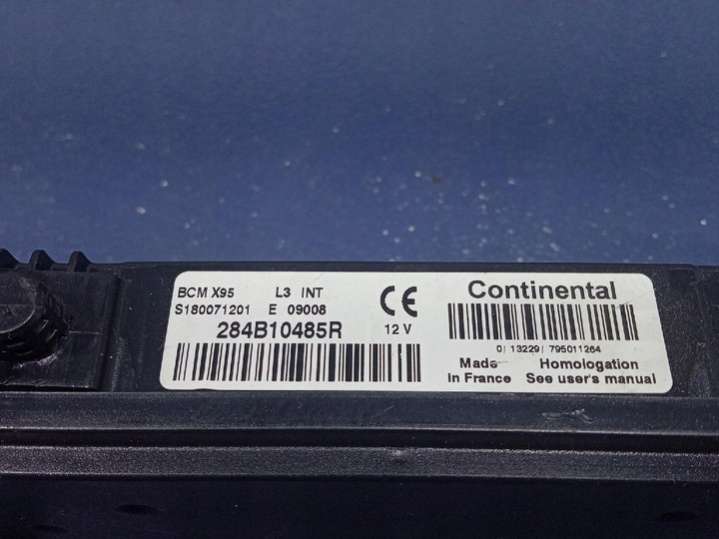 BCM X95 L3 INT
S180071201 E 09008
284B10485R
CE
12 V
Continental
0| 13229| 795011264
Made
in France
Homologation
See user's manual